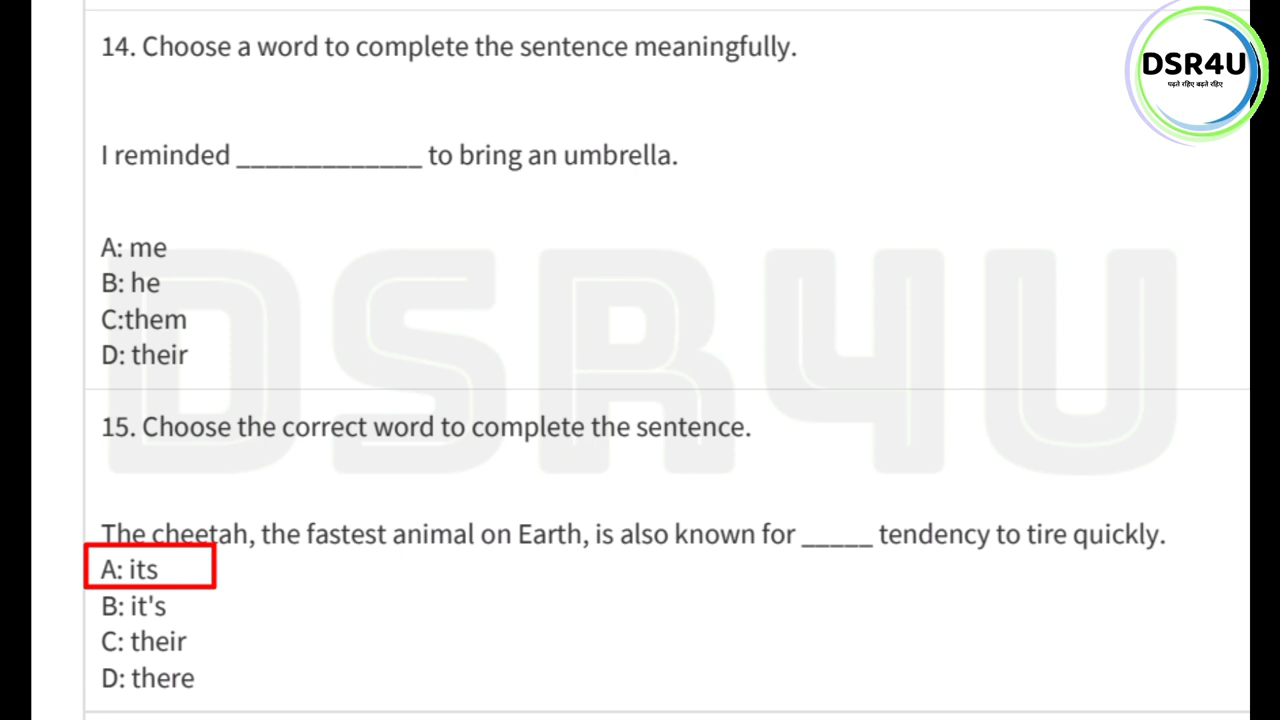 DSR4U
पढ़ते रहिए बढ़ते रहिए
14. Choose a word to complete the sentence meaningfully.
I reminded _____________ to bring an umbrella.
A: me
B: he
C:them
D: their
DSR4U
15. Choose the correct word to complete the sentence.
The cheetah, the fastest animal on Earth, is also known for _____ tendency to tire quickly.
A: its
B: it's
C: their
D: there